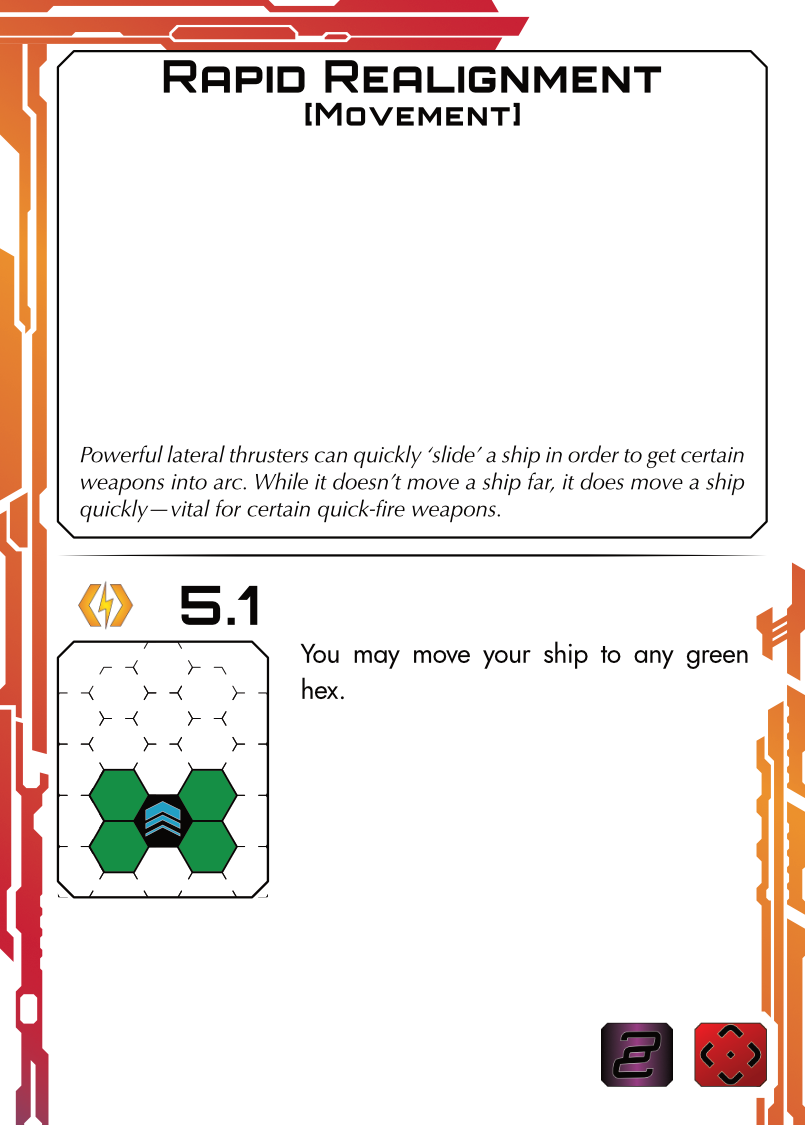 Rapid Realignment
[Movement]
Powerful lateral thrusters can quickly ‘slide’ a ship in order to get certain
weapons into arc. While it doesn’t move a ship far, it does move a ship
quickly—vital for certain quick-fire weapons.
5.1
You may move your ship to any green
hex.
2